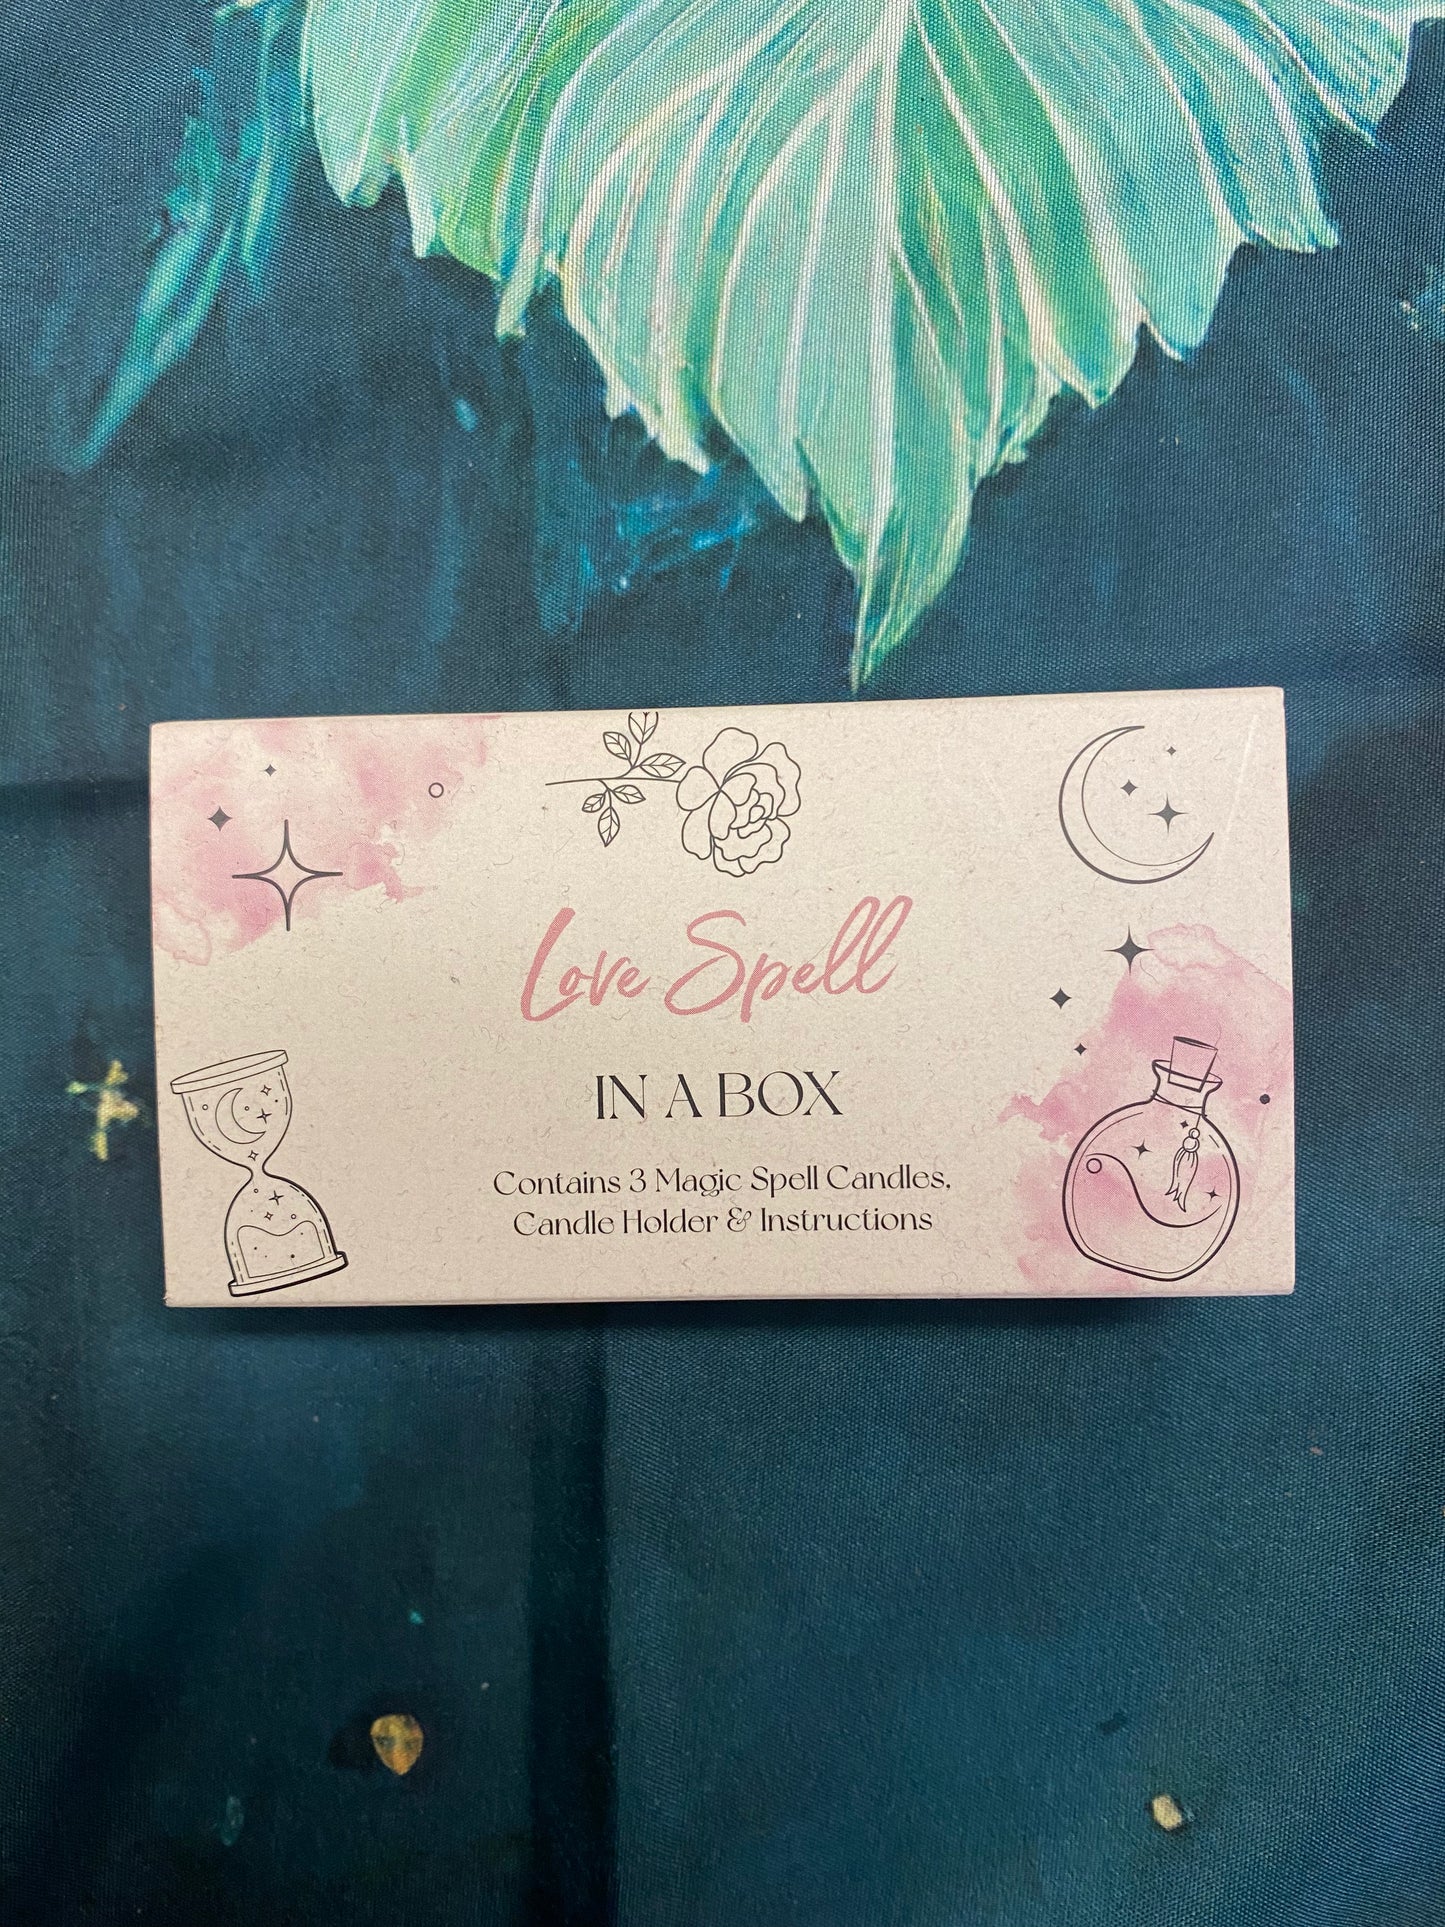 Love Spell
IN A BOX
Contains 3 Magic Spell Candles,
Candle Holder & Instructions